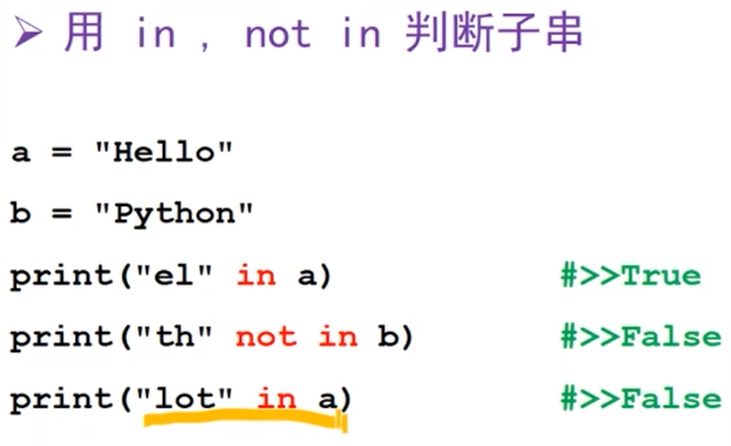 ➢ 用 in , not in 判断子串
a = "Hello"
b = "Python"
print("el" in a) #>>True
print("th" not in b) #>>False
print("lot" in a) #>>False